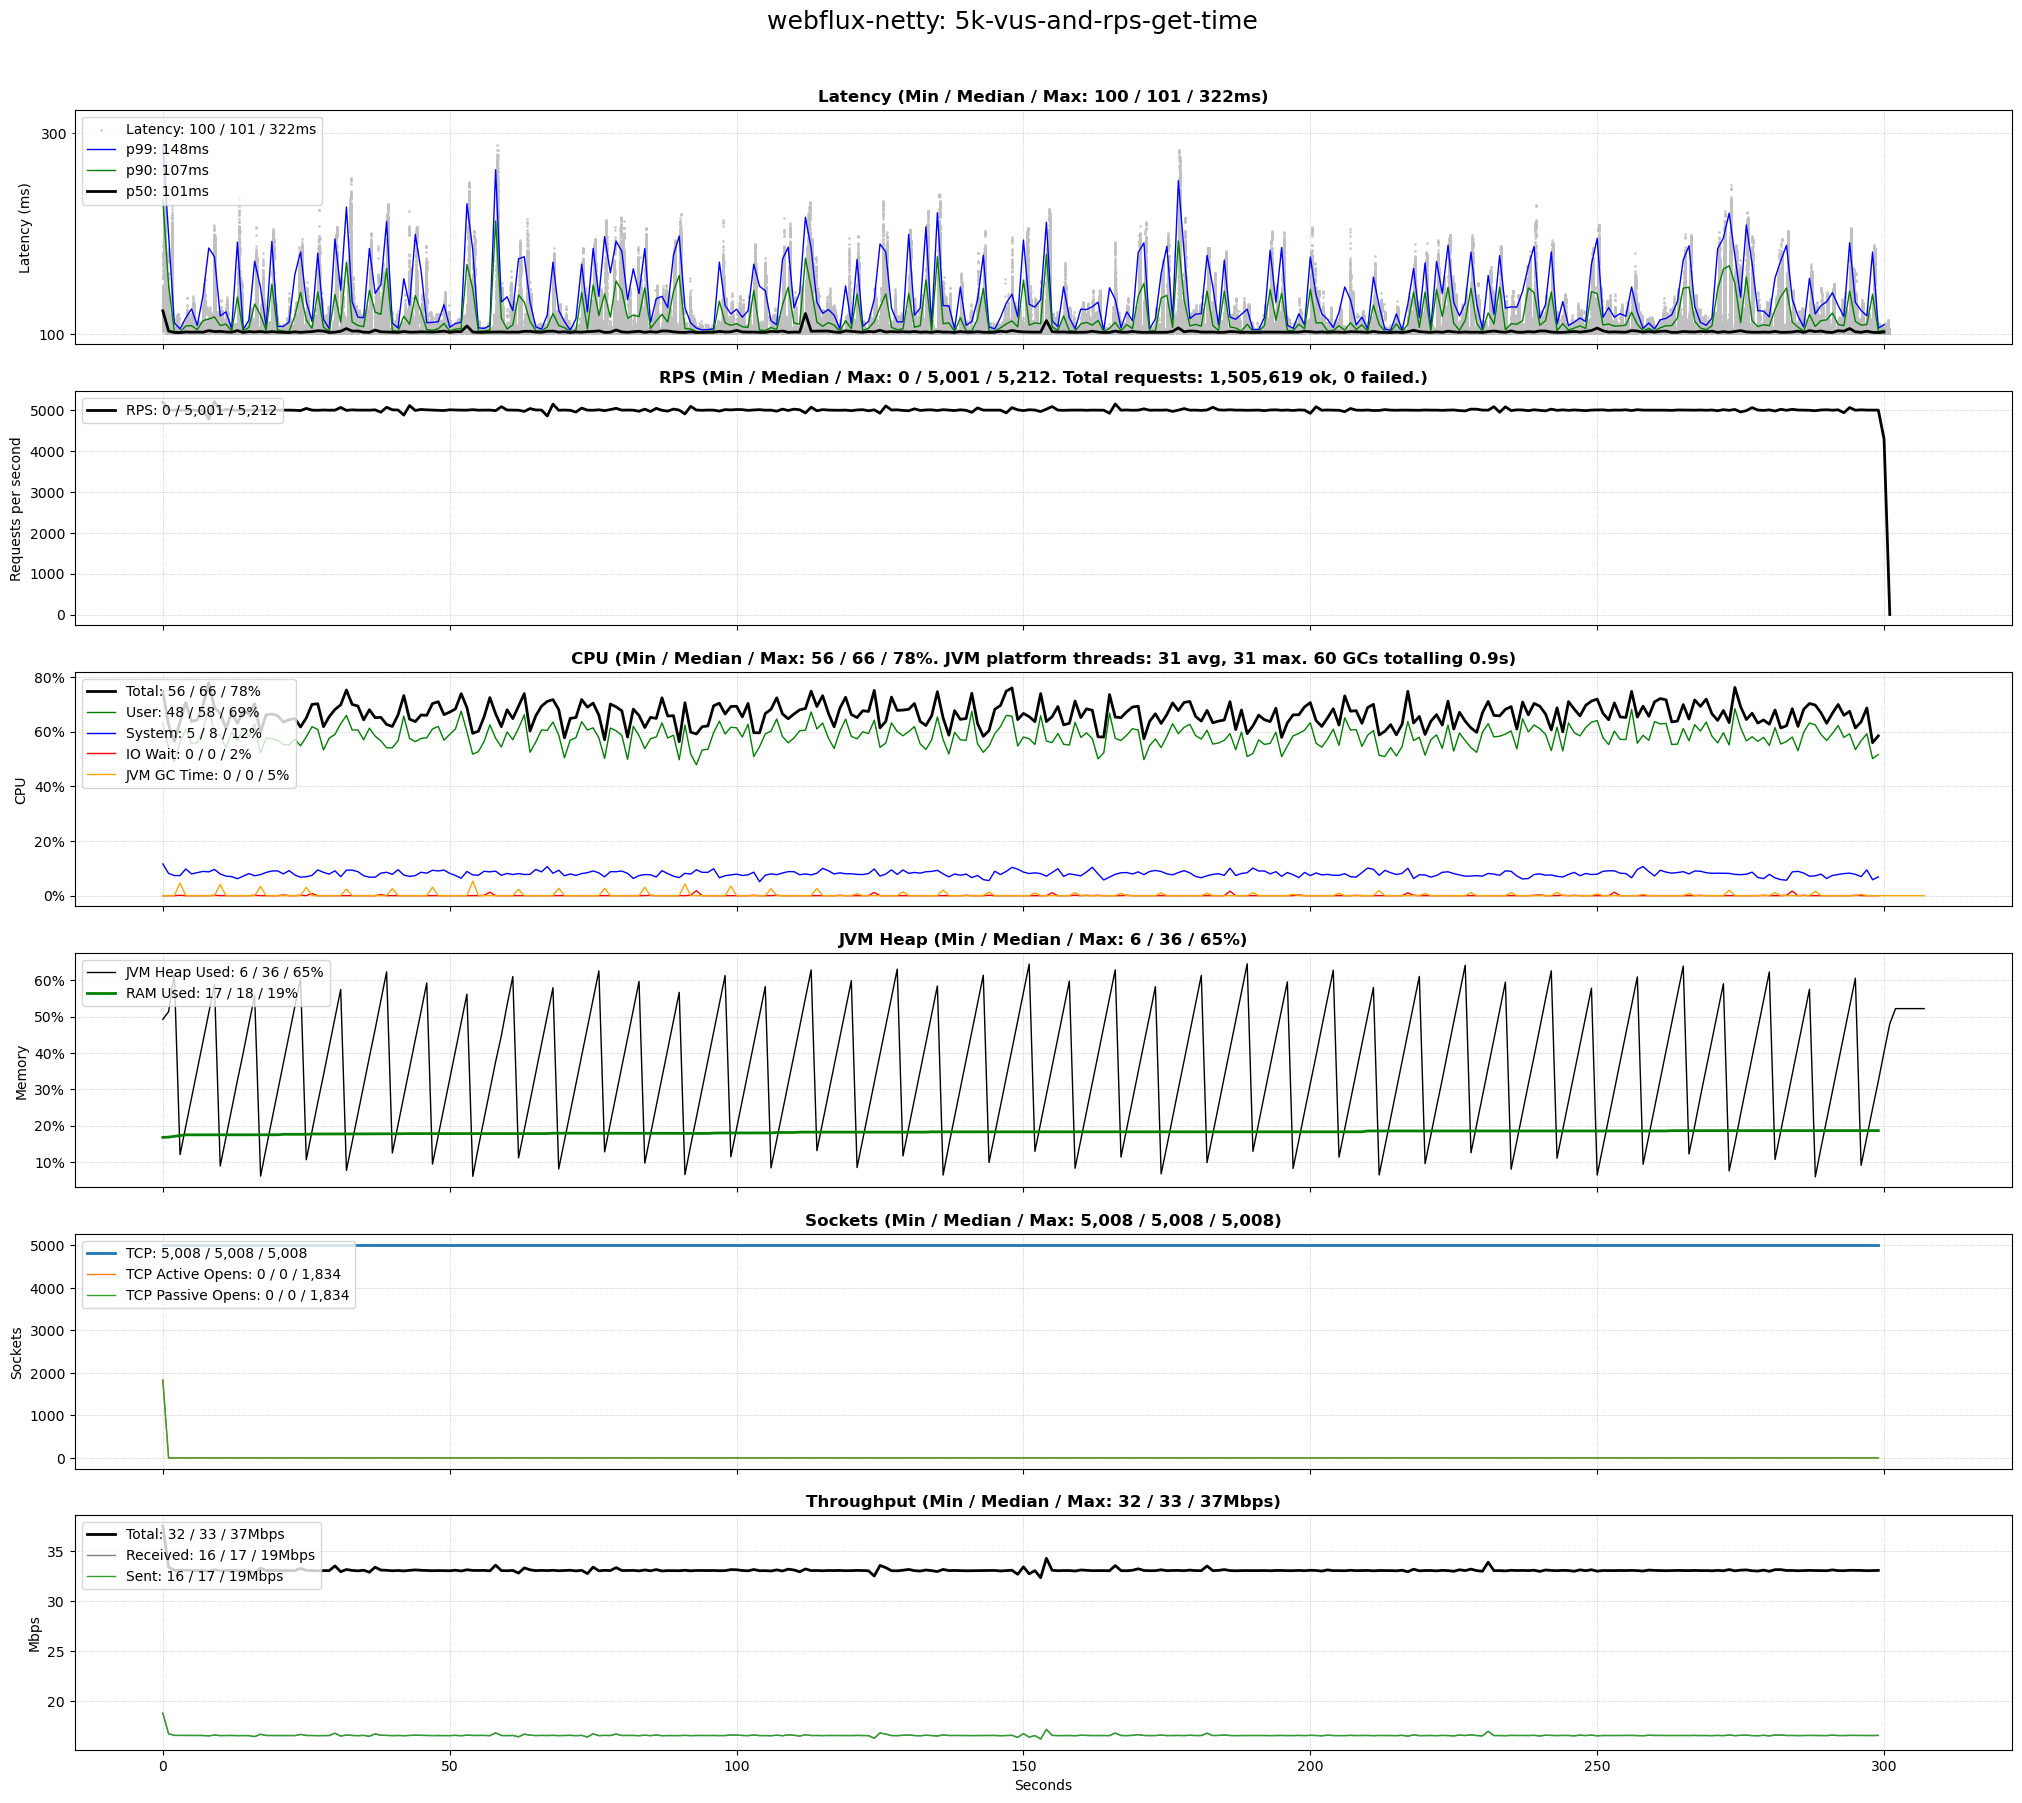 webflux-netty: 5k-vus-and-rps-get-time
Latency (Min / Median / Max: 100 / 101 / 322ms)
Latency: 100 / 101 / 322ms
p99: 148ms
p90: 107ms
p50: 101ms
300
100
Latency (ms)
RPS (Min / Median / Max: 0 / 5,001 / 5,212. Total requests: 1,505,619 ok, 0 failed.)
RPS: 0 / 5,001 / 5,212
5000
4000
3000
2000
1000
0
Requests per second
CPU (Min / Median / Max: 56 / 66 / 78%. JVM platform threads: 31 avg, 31 max. 60 GCs totalling 0.9s)
Total: 56 / 66 / 78%
User: 48 / 58 / 69%
System: 5 / 8 / 12%
IO Wait: 0 / 0 / 2%
JVM GC Time: 0 / 0 / 5%
80%
60%
40%
20%
0%
CPU
JVM Heap (Min / Median / Max: 6 / 36 / 65%)
JVM Heap Used: 6 / 36 / 65%
RAM Used: 17 / 18 / 19%
60%
50%
40%
30%
20%
10%
Memory
Sockets (Min / Median / Max: 5,008 / 5,008 / 5,008)
TCP: 5,008 / 5,008 / 5,008
TCP Active Opens: 0 / 0 / 1,834
TCP Passive Opens: 0 / 0 / 1,834
5000
4000
3000
2000
1000
0
Sockets
Throughput (Min / Median / Max: 32 / 33 / 37Mbps)
Total: 32 / 33 / 37Mbps
Received: 16 / 17 / 19Mbps
Sent: 16 / 17 / 19Mbps
35
30
25
20
Mbps
0 50 100 150 200 250 300
Seconds